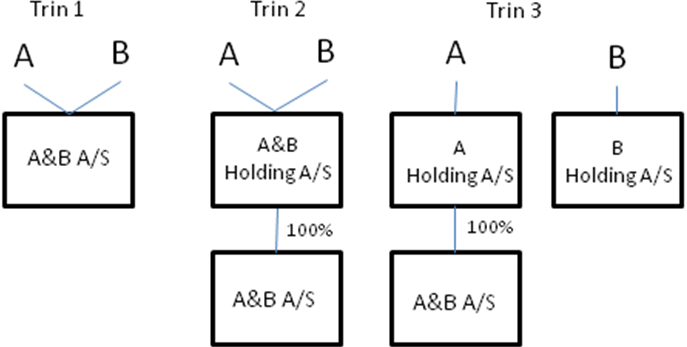 Trin 1
Trin 2
Trin 3
A
B
A
B
A
B
A&B A/S
A&B
Holding A/S
A
Holding A/S
B
Holding A/S
100%
100%
A&B A/S
A&B A/S